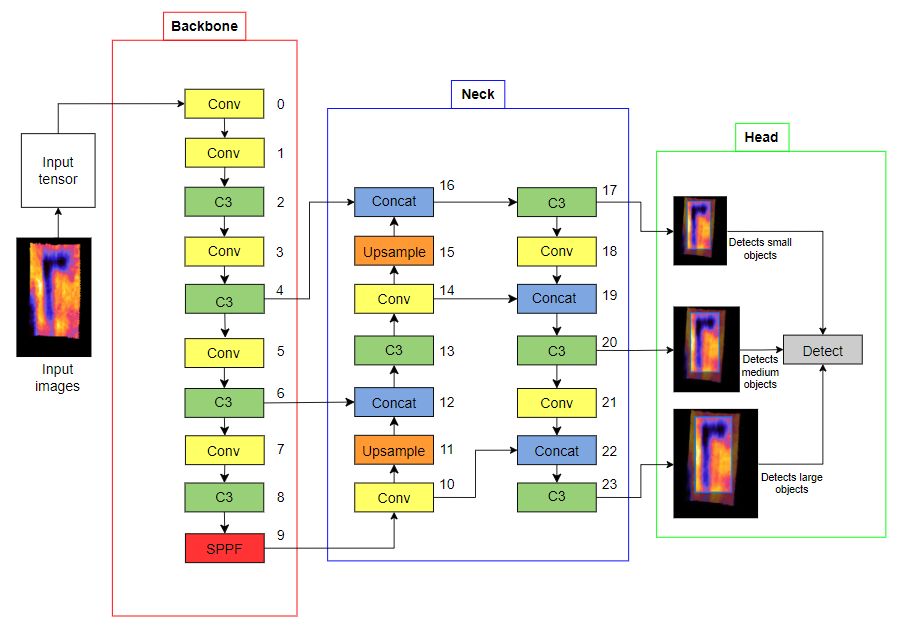 Backbone
Conv 0
Conv 1
C3 2
Conv 3
C3 4
Conv 5
C3 6
Conv 7
C3 8
SPPF 9
Input
tensor
Input
images
Neck
Concat 16
Upsample 15
Conv 14
C3 13
Concat 12
Upsample 11
Conv 10
C3 17
Conv 18
Concat 19
C3 20
Conv 21
Concat 22
C3 23
Head
Detects small
objects
Detects
medium
objects
Detects large
objects
Detect